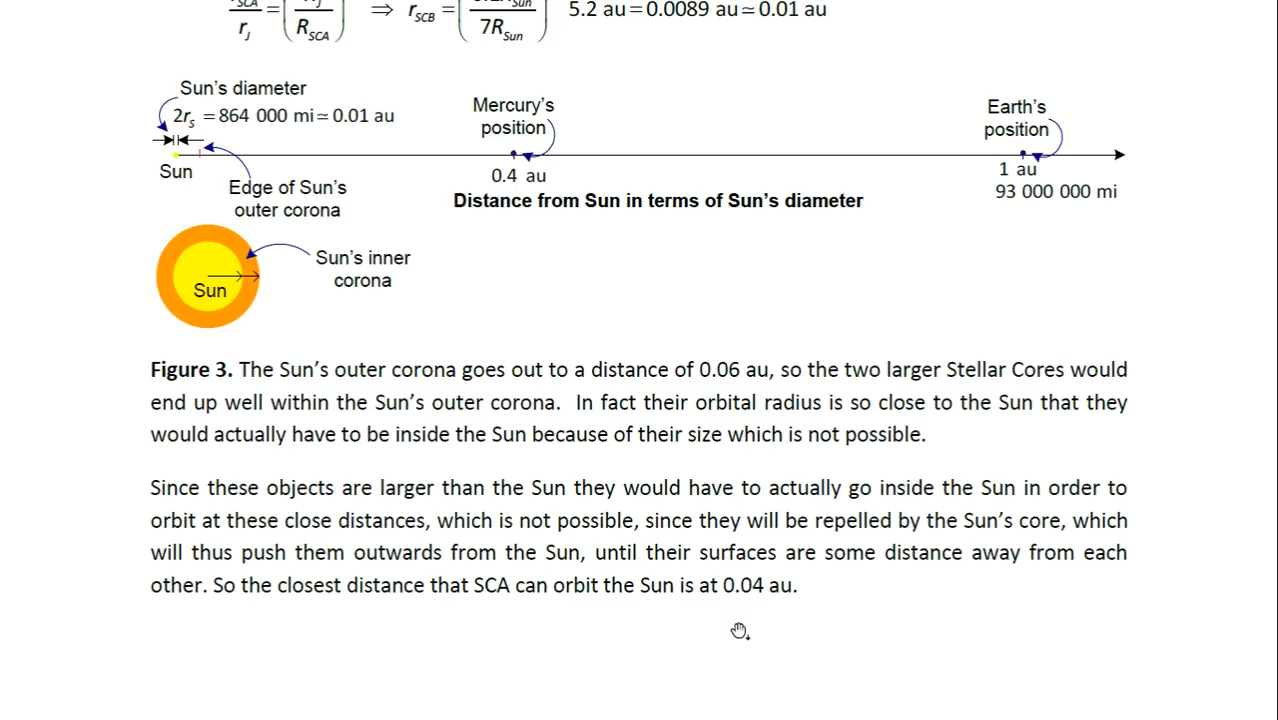 r_J = R_SCA ⇒ r_SCB = 7R_Sun 5.2 au = 0.0089 au ≃ 0.01 au
Sun's diameter
2r_s = 864 000 mi ≃ 0.01 au
Mercury's
position
Earth's
position
Sun
Edge of Sun's
outer corona
0.4 au
1 au
93 000 000 mi
Distance from Sun in terms of Sun's diameter
Sun
Sun's inner
corona
Figure 3. The Sun's outer corona goes out to a distance of 0.06 au, so the two larger Stellar Cores would
end up well within the Sun's outer corona. In fact their orbital radius is so close to the Sun that they
would actually have to be inside the Sun because of their size which is not possible.
Since these objects are larger than the Sun they would have to actually go inside the Sun in order to
orbit at these close distances, which is not possible, since they will be repelled by the Sun's core, which
will thus push them outwards from the Sun, until their surfaces are some distance away from each
other. So the closest distance that SCA can orbit the Sun is at 0.04 au.